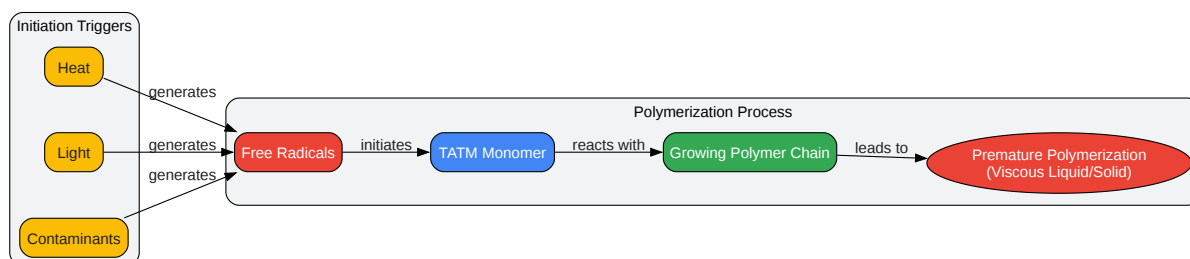 Initiation Triggers
Heat
generates
Polymerization Process
Light
generates
Free Radicals
initiates
TATM Monomer
reacts with
Growing Polymer Chain
leads to
Premature Polymerization
(Viscous Liquid/Solid)
generates
Contaminants